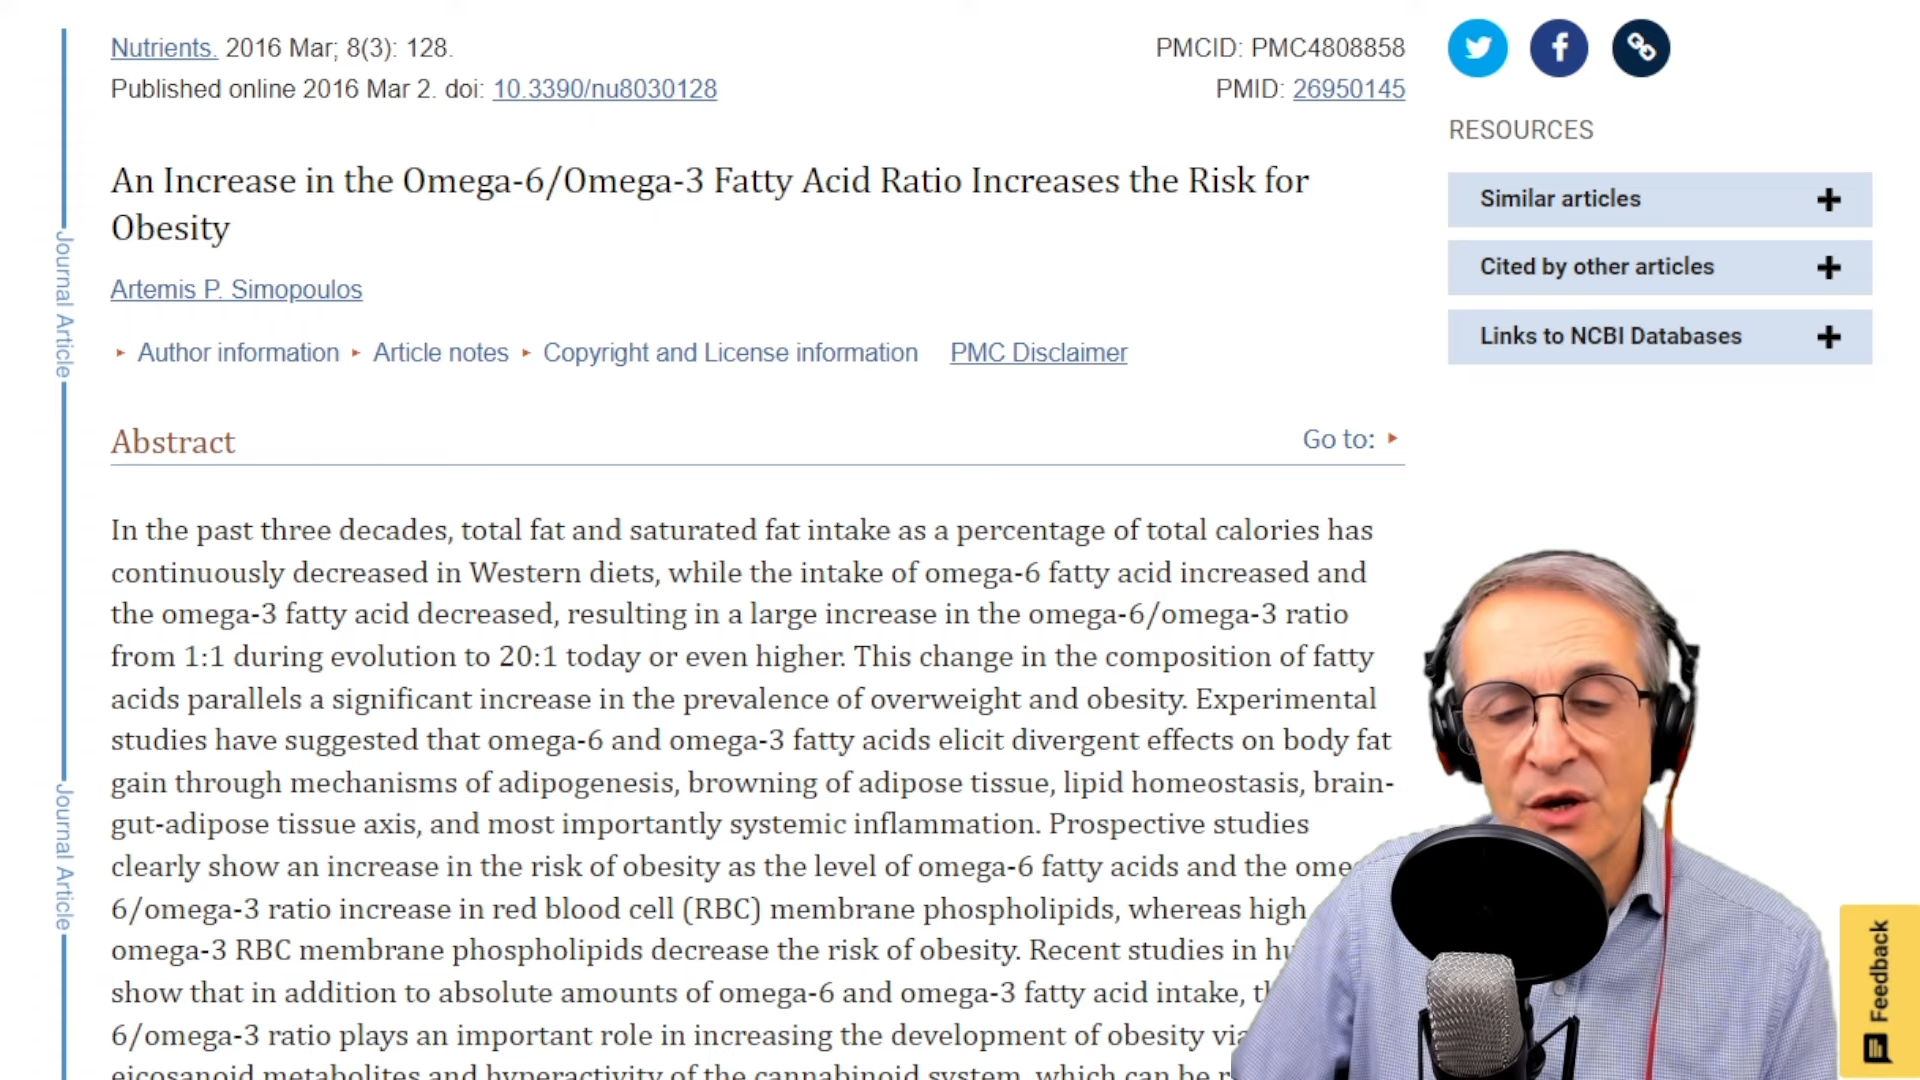 Nutrients. 2016 Mar; 8(3): 128.
PMCID: PMC4808858
Published online 2016 Mar 2. doi: 10.3390/nu8030128
PMID: 26950145
RESOURCES
Similar articles
Cited by other articles
Links to NCBI Databases
An Increase in the Omega-6/Omega-3 Fatty Acid Ratio Increases the Risk for
Obesity
Artemis P. Simopoulos
Author information Article notes Copyright and License information PMC Disclaimer
Abstract
Go to:
In the past three decades, total fat and saturated fat intake as a percentage of total calories has
continuously decreased in Western diets, while the intake of omega-6 fatty acid increased and
the omega-3 fatty acid decreased, resulting in a large increase in the omega-6/omega-3 ratio
from 1:1 during evolution to 20:1 today or even higher. This change in the composition of fatty
acids parallels a significant increase in the prevalence of overweight and obesity. Experimental
studies have suggested that omega-6 and omega-3 fatty acids elicit divergent effects on body fat
gain through mechanisms of adipogenesis, browning of adipose tissue, lipid homeostasis, brain-
gut-adipose tissue axis, and most importantly systemic inflammation. Prospective studies
clearly show an increase in the risk of obesity as the level of omega-6 fatty acids and the
6/omega-3 ratio increase in red blood cell (RBC) membrane phospholipids, whereas high
omega-3 RBC membrane phospholipids decrease the risk of obesity. Recent studies in
show that in addition to absolute amounts of omega-6 and omega-3 fatty acid intake,
6/omega-3 ratio plays an important role in increasing the development of obesity
eicosanoid metabolites and hyperactivity of the cannabinoid system, which can be
Journal Article
Journal Article
Feedback